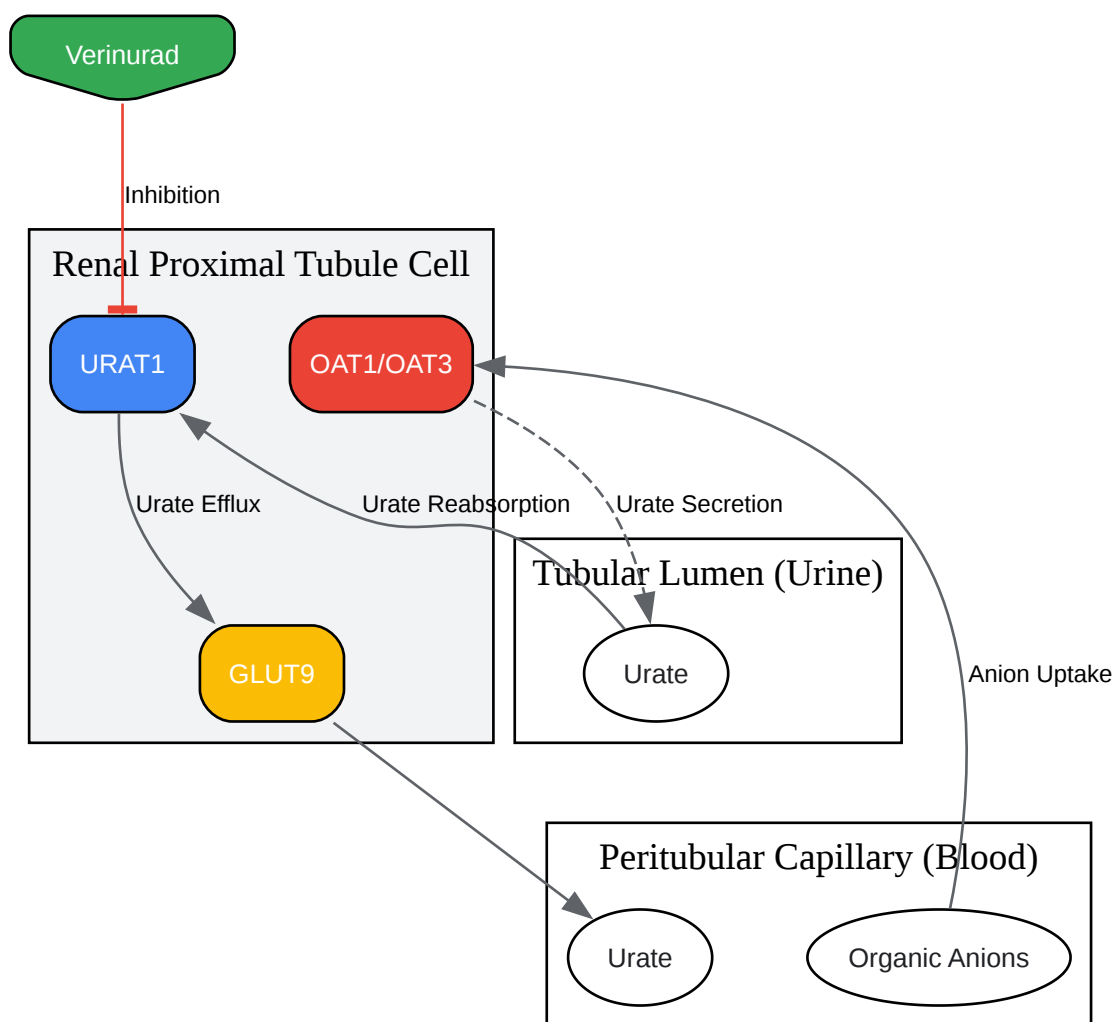 Verinurad
Inhibition
Renal Proximal Tubule Cell
URAT1
OAT1/OAT3
Urate Efflux
Urate Reabsorption
Urate Secretion
Tubular Lumen (Urine)
GLUT9
Urate
Anion Uptake
Peritubular Capillary (Blood)
Urate
Organic Anions